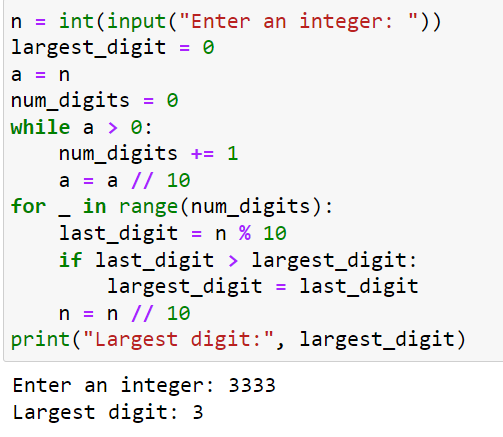 n = int(input("Enter an integer: "))
largest_digit = 0
a = n
num_digits = 0
while a > 0:
    num_digits += 1
    a = a // 10
for _ in range(num_digits):
    last_digit = n % 10
    if last_digit > largest_digit:
        largest_digit = last_digit
    n = n // 10
print("Largest digit:", largest_digit)
Enter an integer: 3333
Largest digit: 3